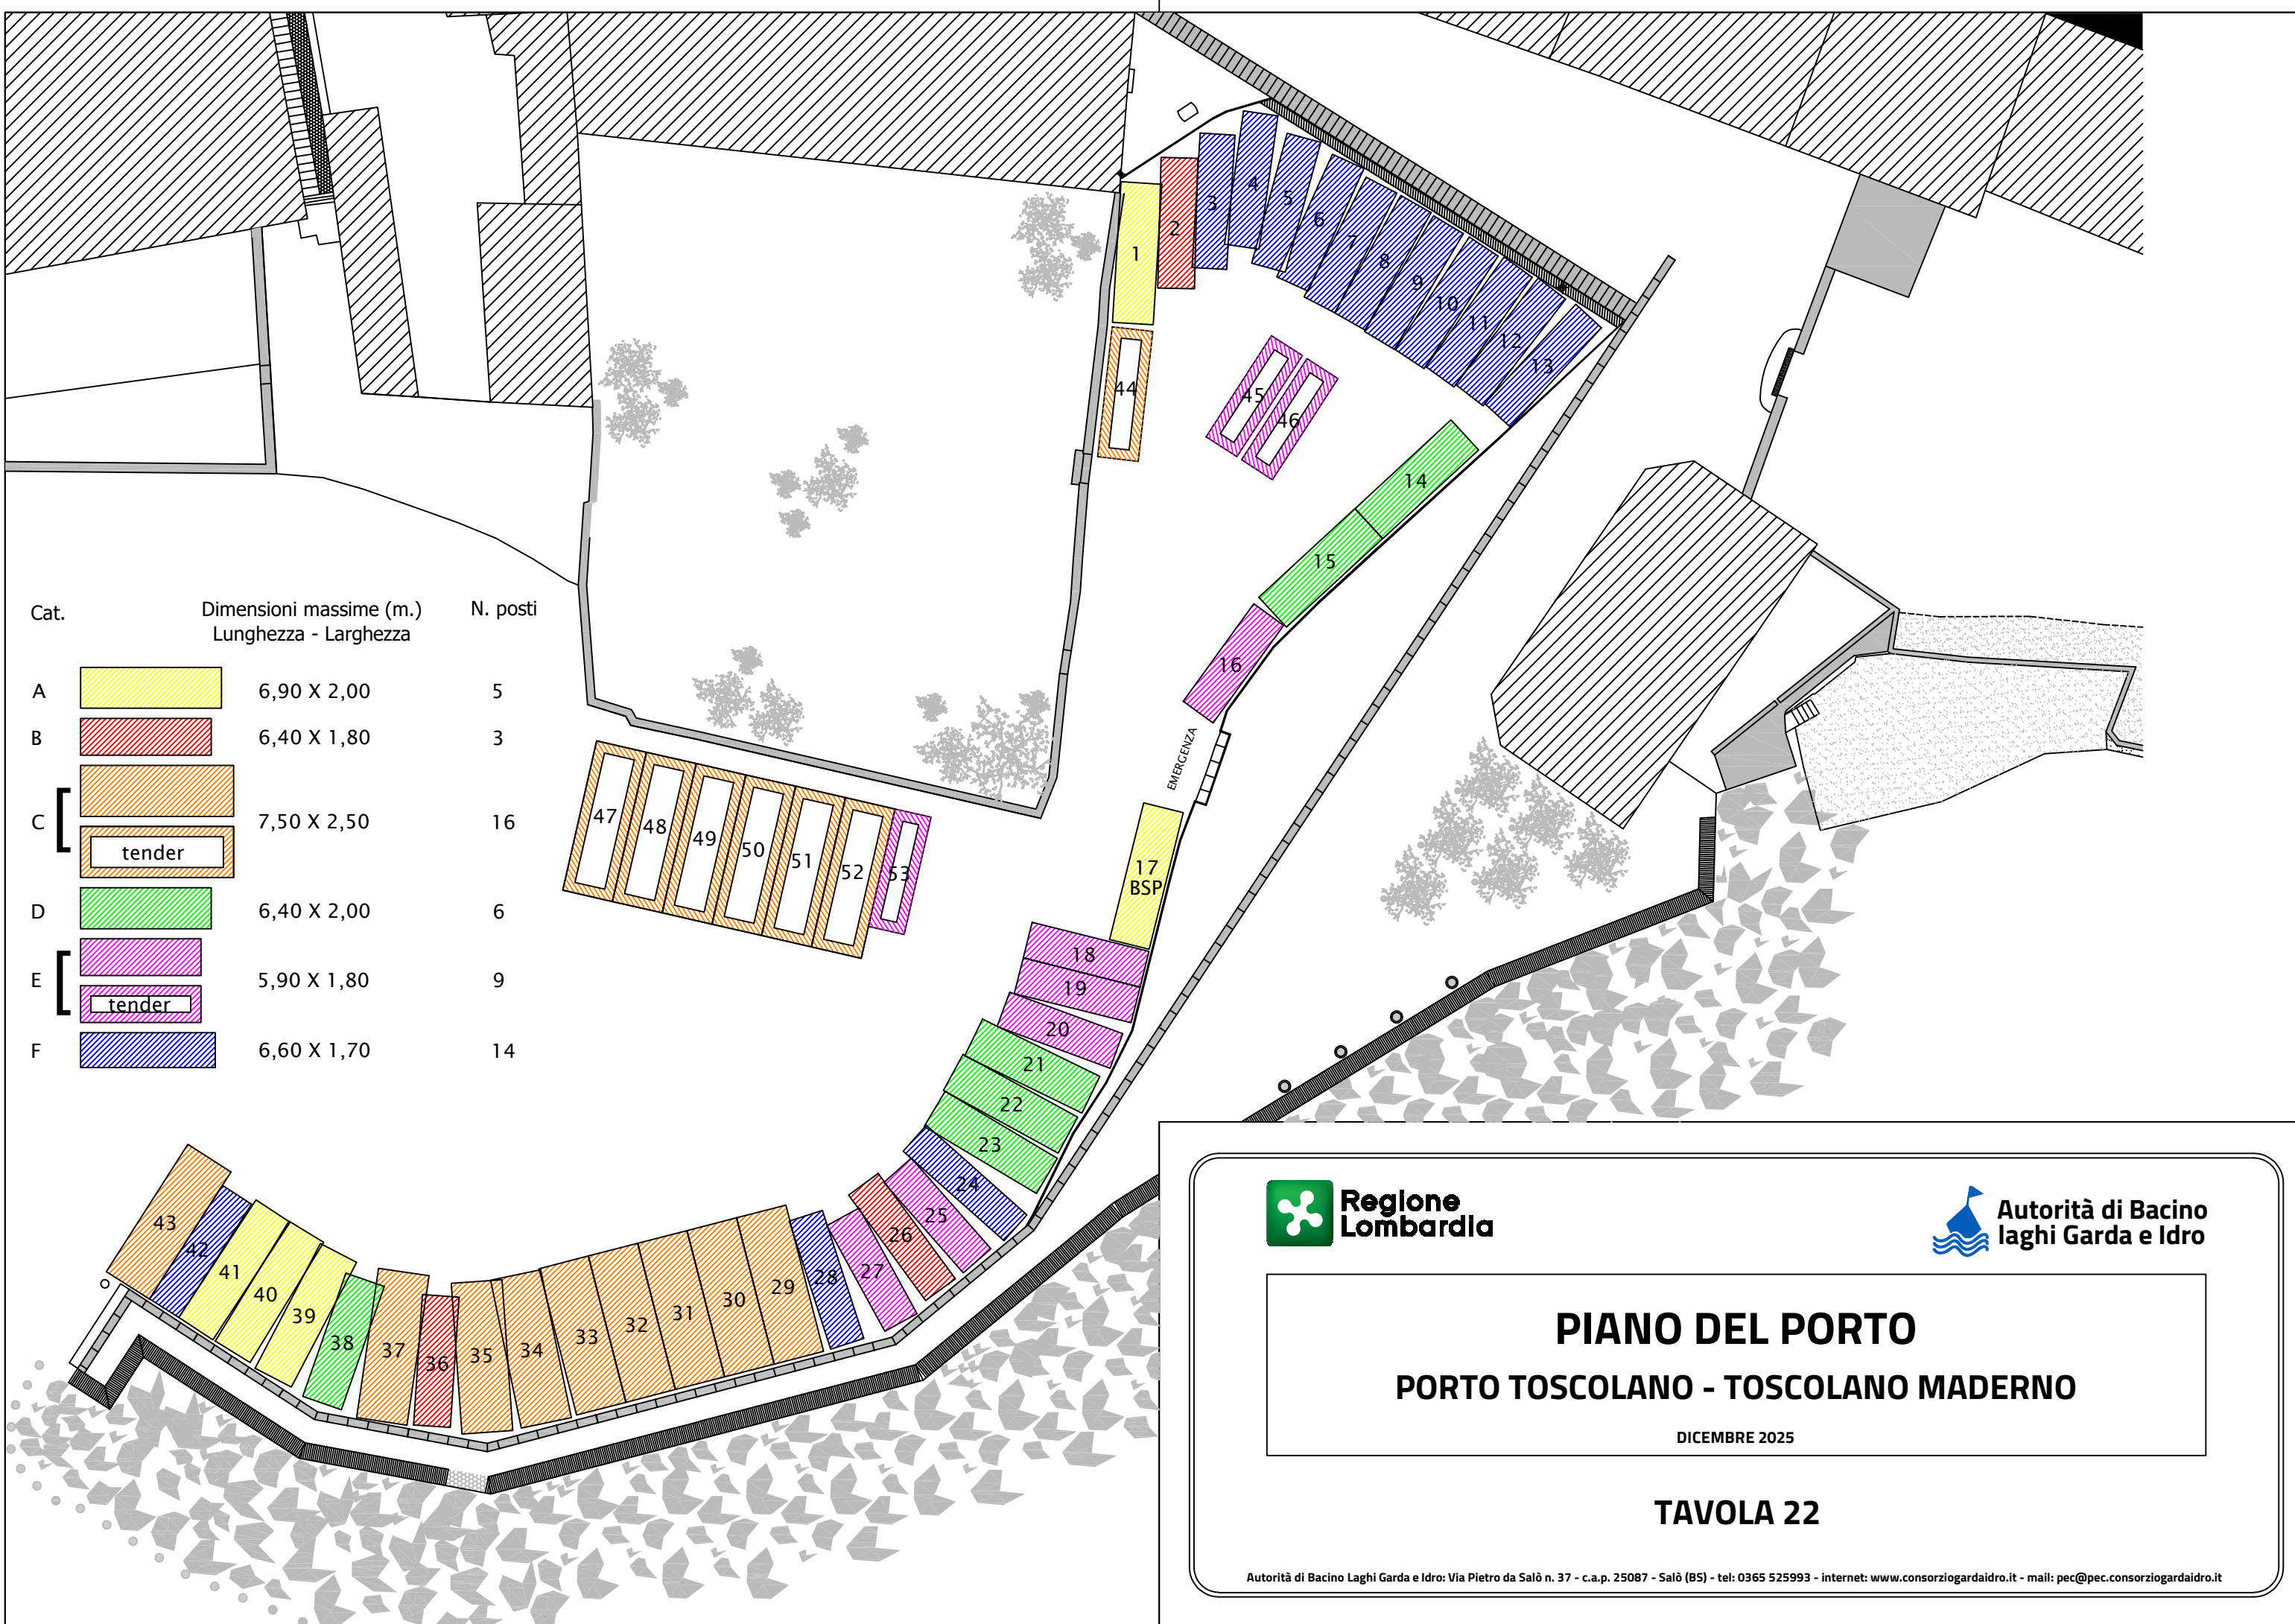 1
2
3
4
5
6
7
8
9
10
11
12
13
44
45
46
14
15
16
EMERGENZA
17
BSP
18
19
20
21
22
23
24
25
26
27
28
29
30
31
32
33
34
35
36
37
38
39
40
41
42
43
47
48
49
50
51
52
53
Cat. Dimensioni massime (m.) N. posti
Lunghezza - Larghezza
A 6,90 X 2,00 5
B 6,40 X 1,80 3
C 7,50 X 2,50 16
tender
D 6,40 X 2,00 6
E 5,90 X 1,80 9
tender
F 6,60 X 1,70 14
Regione
Lombardia
Autorità di Bacino
laghi Garda e Idro
PIANO DEL PORTO
PORTO TOSCOLANO - TOSCOLANO MADERNO
DICEMBRE 2025
TAVOLA 22
Autorità di Bacino Laghi Garda e Idro: Via Pietro da Salò n. 37 - c.a.p. 25087 - Salò (BS) - tel: 0365 525993 - internet: www.consorziogardaidro.it - mail: pec@pec.consorziogardaidro.it